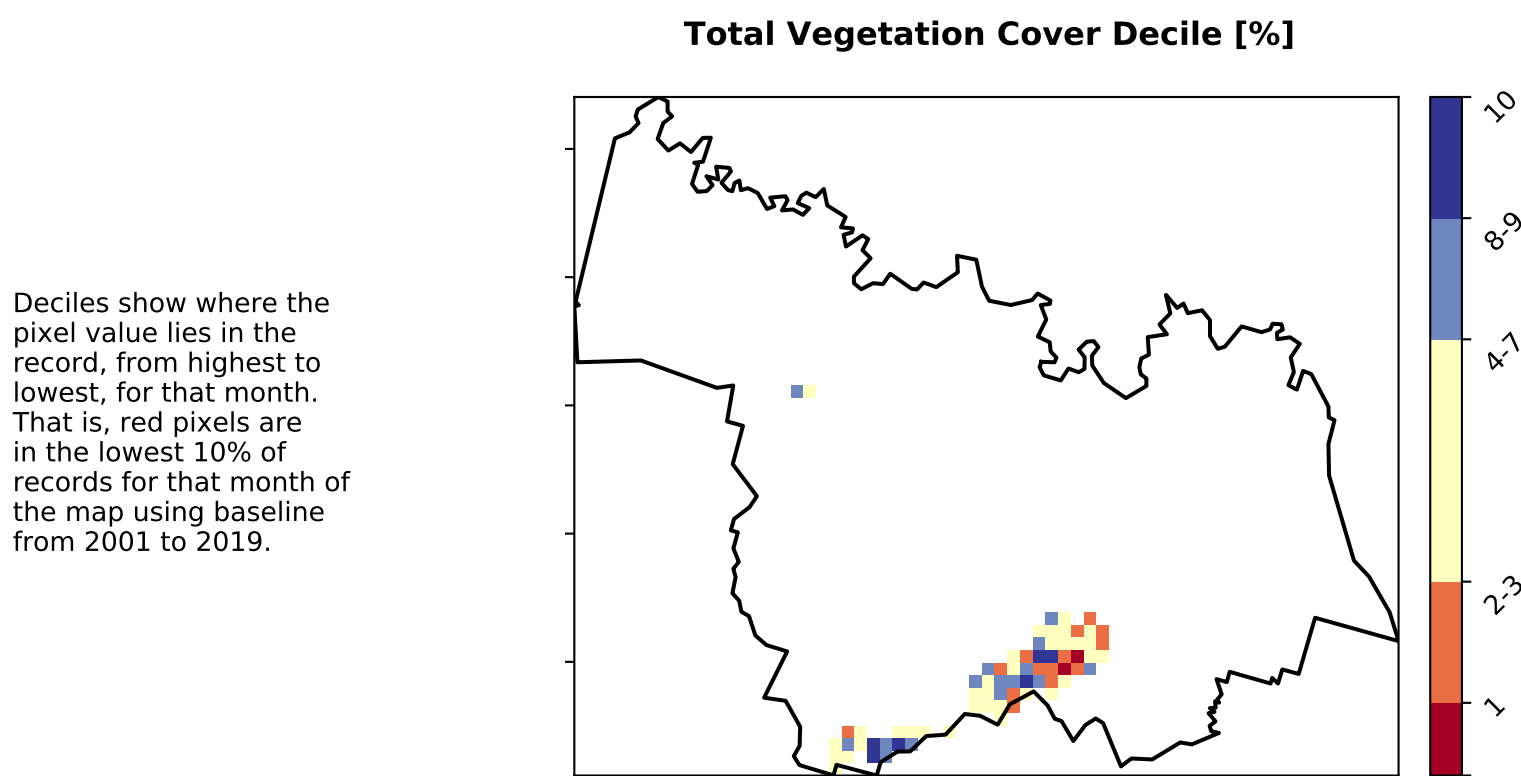 Total Vegetation Cover Decile [%]
Deciles show where the
pixel value lies in the
record, from highest to
lowest, for that month.
That is, red pixels are
in the lowest 10% of
records for that month of
the map using baseline
from 2001 to 2019.
10
8-9
4-7
2-3
1